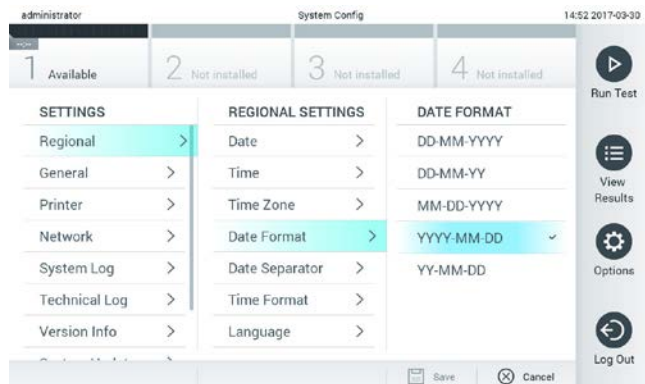 administrator System Config 14:52 2017-03-30
1 Available 2 Not installed 3 Not installed 4 Not installed
Run Test
SETTINGS REGIONAL SETTINGS DATE FORMAT
Regional Date DD-MM-YYYY
General Time DD-MM-YY
View
Results
Printer Time Zone MM-DD-YYYY
Network Date Format YYYY-MM-DD
System Log Date Separator YY-MM-DD
Options
Technical Log Time Format
Version Info Language
Save Cancel
Log Out